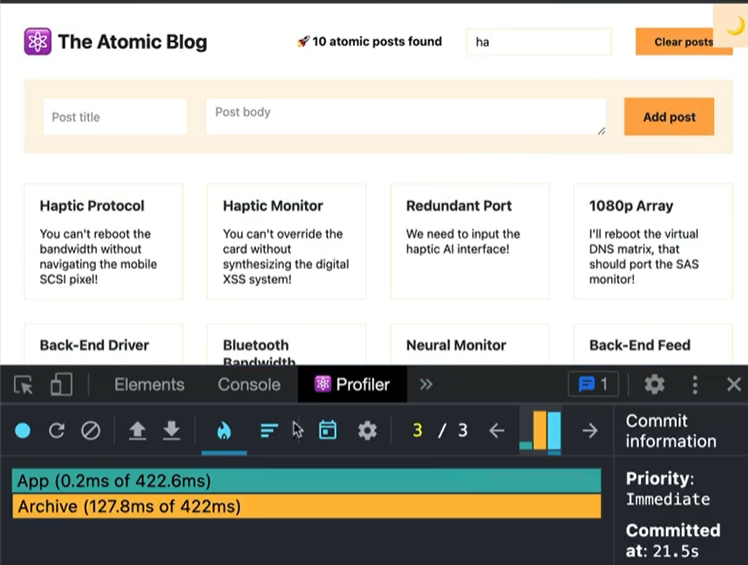 The Atomic Blog
🚀 10 atomic posts found
ha
Clear posts
Post title
Post body
Add post
Haptic Protocol
You can't reboot the
bandwidth without
navigating the mobile
SCSI pixel!
Haptic Monitor
You can't override the
card without
synthesizing the digital
XSS system!
Redundant Port
We need to input the
haptic AI interface!
1080p Array
I'll reboot the virtual
DNS matrix, that
should port the SAS
monitor!
Back-End Driver
Bluetooth
Bandwidth
Neural Monitor
Back-End Feed
Elements
Console
⚛️ Profiler
»
1
3 / 3
Commit
information
App (0.2ms of 422.6ms)
Archive (127.8ms of 422ms)
Priority:
Immediate
Committed
at: 21.5s